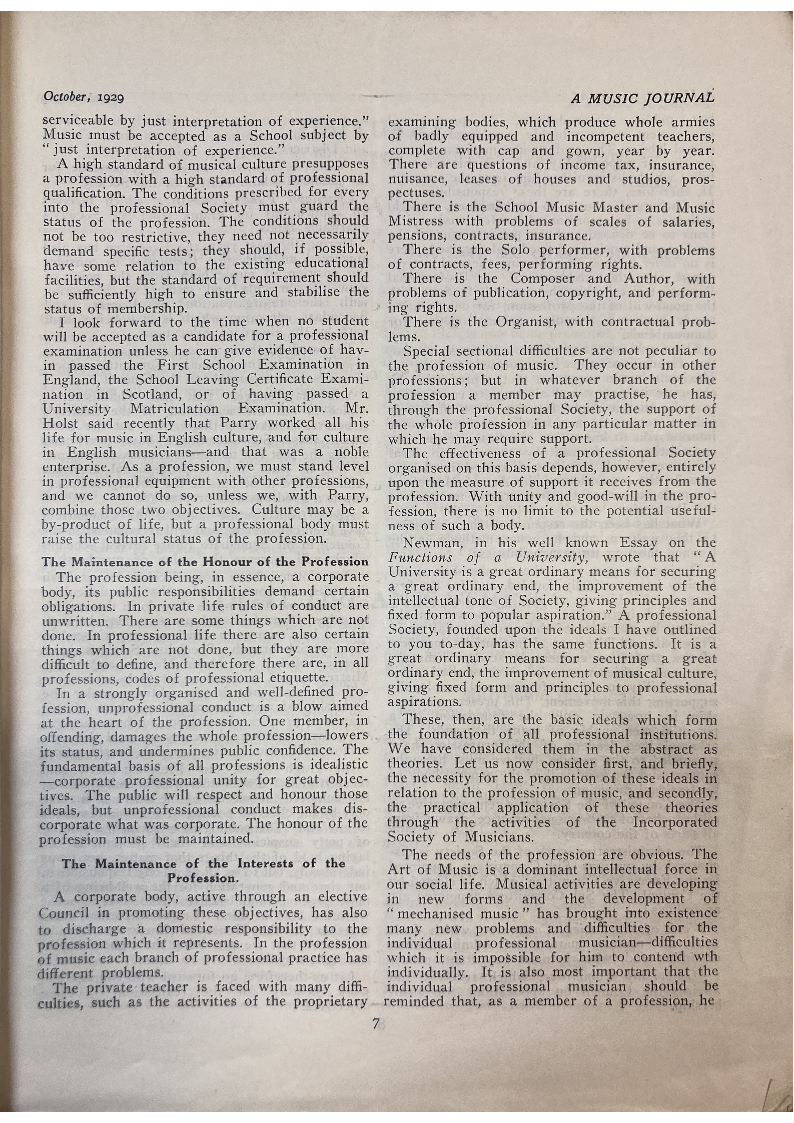 October, 1929
A MUSIC JOURNAL
serviceable by just interpretation of experience."
Music must be accepted as a School subject by
" just interpretation of experience."
A high standard of musical culture presupposes
a profession with a high standard of professional
qualification. The conditions prescribed for every
into the professional Society must guard the
status of the profession. The conditions should
not be too restrictive, they need not necessarily
demand specific tests; they should, if possible,
have some relation to the existing educational
facilities, but the standard of requirement should
be sufficiently high to ensure and stabilise the
status of membership.
I look forward to the time when no student
will be accepted as a candidate for a professional
examination unless he can give evidence of hav-
in passed the First School Examination in
England, the School Leaving Certificate Exami-
nation in Scotland, or of having passed a
University Matriculation Examination. Mr.
Holst said recently that Parry worked all his
life for music in English culture, and for culture
in English musicians—and that was a noble
enterprise. As a profession, we must stand level
in professional equipment with other professions,
and we cannot do so, unless we, with Parry,
combine those two objectives. Culture may be a
by-product of life, but a professional body must
raise the cultural status of the profession.
The Maintenance of the Honour of the Profession
The profession being, in essence, a corporate
body, its public responsibilities demand certain
obligations. In private life rules of conduct are
unwritten. There are some things which are not
done. In professional life there are also certain
things which are not done, but they are more
difficult to define, and therefore there are, in all
professions, codes of professional etiquette.
In a strongly organised and well-defined pro-
fession, unprofessional conduct is a blow aimed
at the heart of the profession. One member, in
offending, damages the whole profession—lowers
its status, and undermines public confidence. The
fundamental basis of all professions is idealistic
—corporate professional unity for great objec-
tives. The public will respect and honour those
ideals, but unprofessional conduct makes dis-
corporate what was corporate. The honour of the
profession must be maintained.
The Maintenance of the Interests of the
Profession.
A corporate body, active through an elective
Council in promoting these objectives, has also
to discharge a domestic responsibility to the
profession which it represents. In the profession
of music each branch of professional practice has
different problems.
The private teacher is faced with many diffi-
culties, such as the activities of the proprietary
examining bodies, which produce whole armies
of badly equipped and incompetent teachers,
complete with cap and gown, year by year.
There are questions of income tax, insurance,
nuisance, leases of houses and studios, pros-
pectuses.
There is the School Music Master and Music
Mistress with problems of scales of salaries,
pensions, contracts, insurance.
There is the Solo performer, with problems
of contracts, fees, performing rights.
There is the Composer and Author, with
problems of publication, copyright, and perform-
ing rights.
There is the Organist, with contractual prob-
lems.
Special sectional difficulties are not peculiar to
the profession of music. They occur in other
professions; but in whatever branch of the
profession a member may practise, he has,
through the professional Society, the support of
the whole profession in any particular matter in
which he may require support.
The effectiveness of a professional Society
organised on this basis depends, however, entirely
upon the measure of support it receives from the
profession. With unity and good-will in the pro-
fession, there is no limit to the potential useful-
ness of such a body.
Newman, in his well known Essay on the
Functions of a University, wrote that " A
University is a great ordinary means for securing
a great ordinary end, the improvement of the
intellectual tone of Society, giving principles and
fixed form to popular aspiration." A professional
Society, founded upon the ideals I have outlined
to you to-day, has the same functions. It is a
great ordinary means for securing a great
ordinary end, the improvement of musical culture,
giving fixed form and principles to professional
aspirations.
These, then, are the basic ideals which form
the foundation of all professional institutions.
We have considered them in the abstract as
theories. Let us now consider first, and briefly,
the necessity for the promotion of these ideals in
relation to the profession of music, and secondly,
the practical application of these theories
through the activities of the Incorporated
Society of Musicians.
The needs of the profession are obvious. The
Art of Music is a dominant intellectual force in
our social life. Musical activities are developing
in new forms and the development of
" mechanised music " has brought into existence
many new problems and difficulties for the
individual professional musician—difficulties
which it is impossible for him to contend wth
individually. It is also most important that the
individual professional musician should be
reminded that, as a member of a profession, he
7